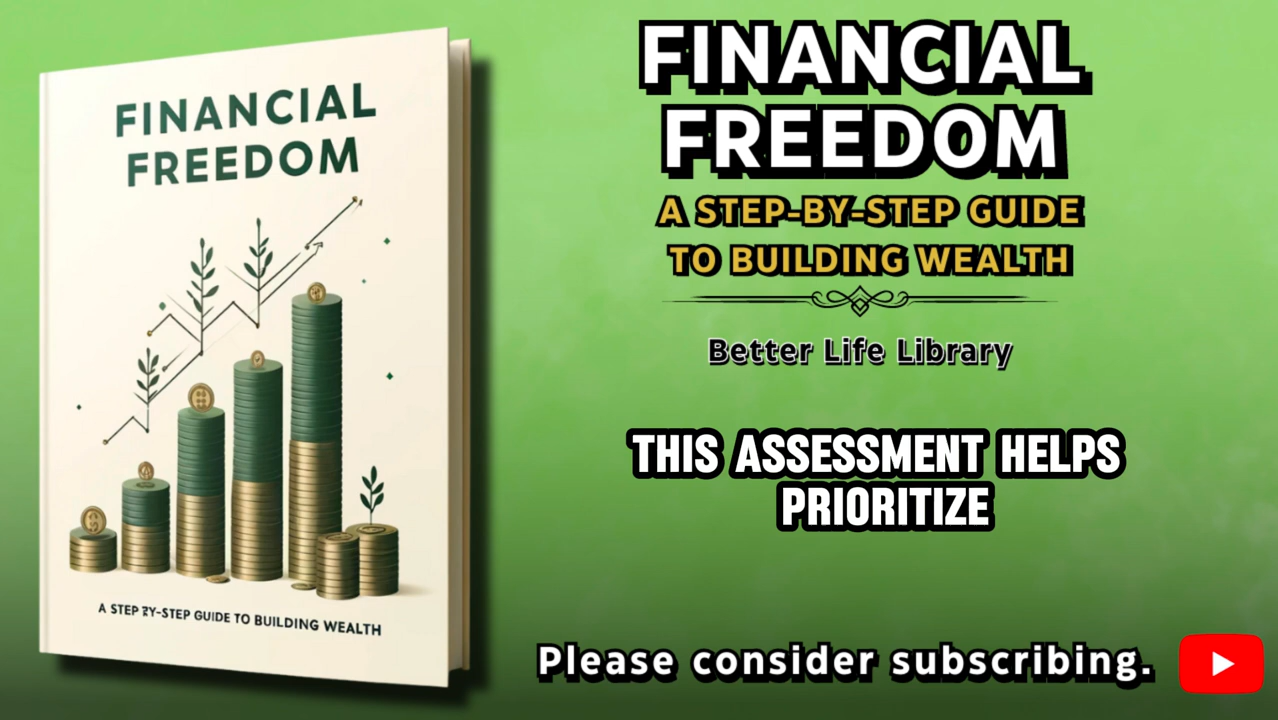 FINANCIAL
FREEDOM
A STEP BY-STEP GUIDE TO BUILDING WEALTH
FINANCIAL
FREEDOM
A STEP-BY-STEP GUIDE
TO BUILDING WEALTH
Better Life Library
THIS ASSESSMENT HELPS
PRIORITIZE
Please consider subscribing.